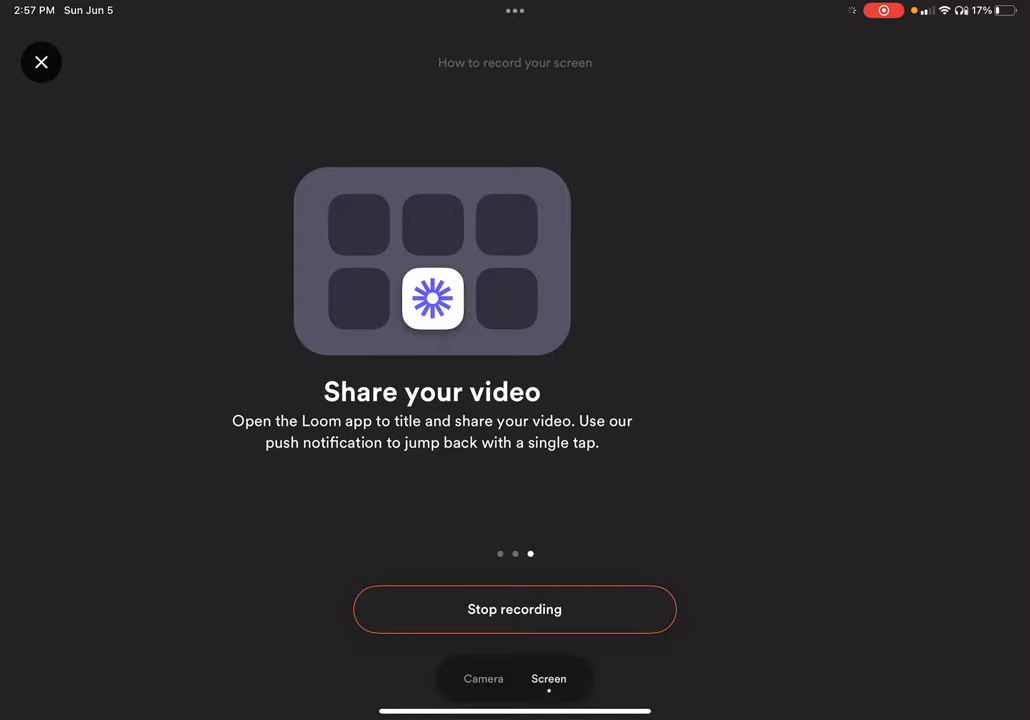 2:57 PM Sun Jun 5
17%
How to record your screen
Share your video
Open the Loom app to title and share your video. Use our
push notification to jump back with a single tap.
Stop recording
Camera Screen